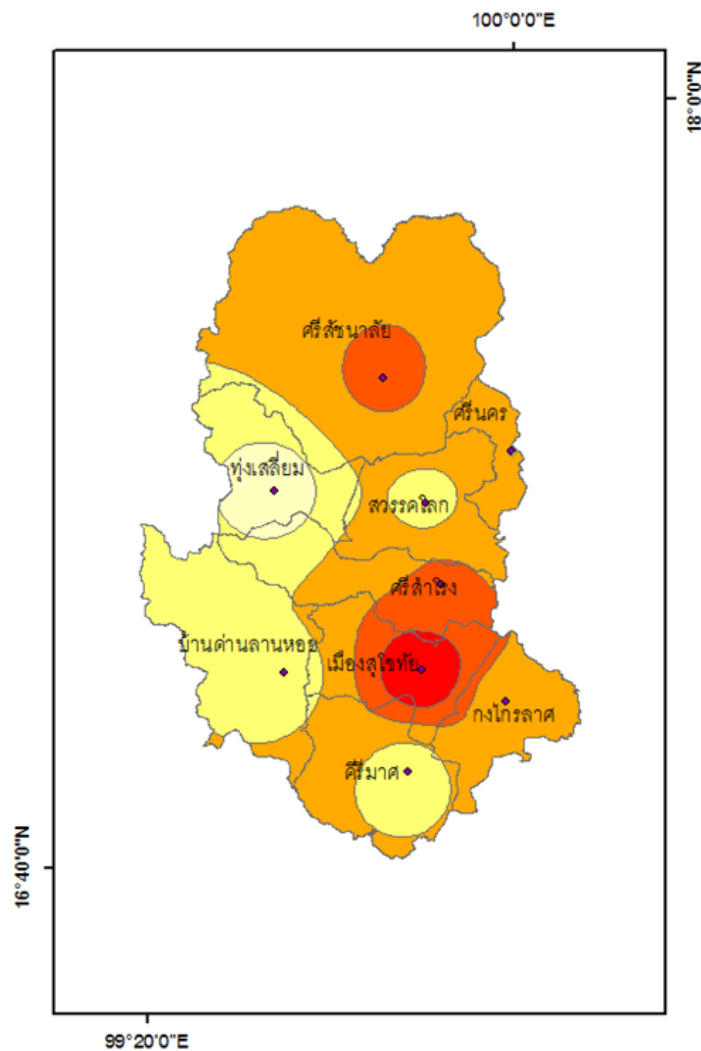 100°0'0"E
18°0'0"N
ศรีสัชนาลัย
ศรีนคร
ทุ่งเสลี่ยม
สวรรคโลก
ศรีสำโรง
บ้านด่านลานหอย
เมืองสุโขทัย
กงไกรลาศ
คีรีมาศ
16°40'0"N
99°20'0"E